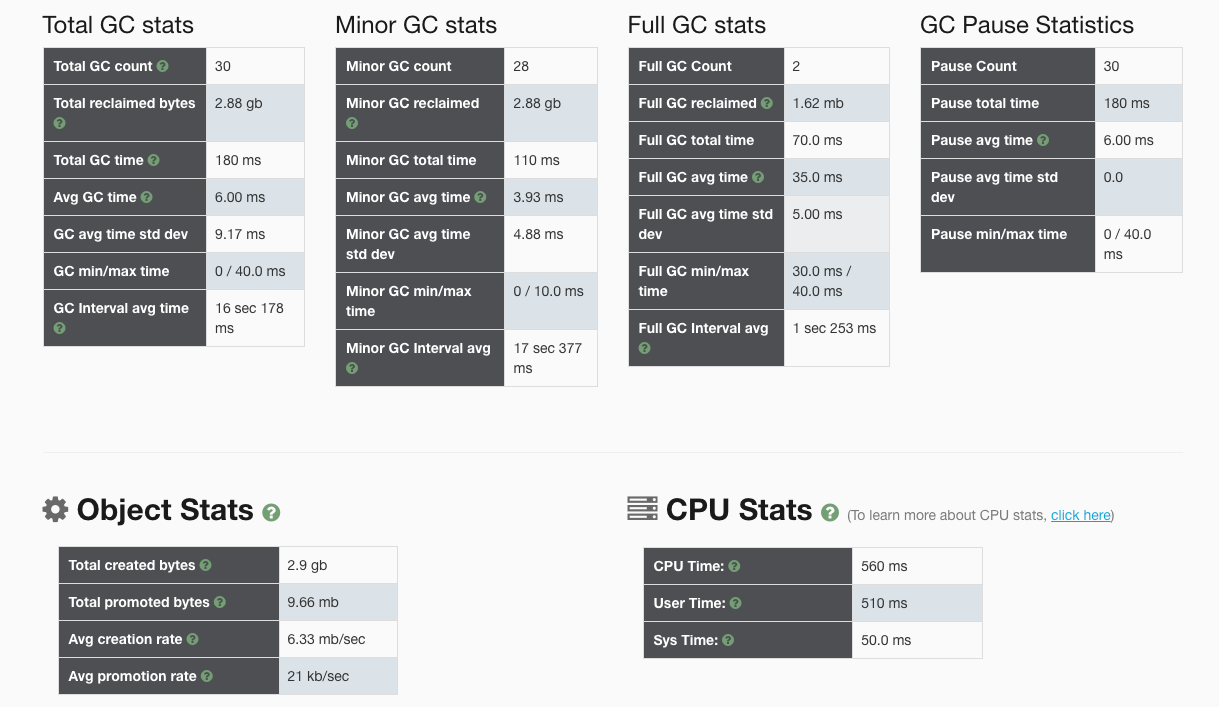 Total GC stats
Total GC count 30
Total reclaimed bytes 2.88 gb
Total GC time 180 ms
Avg GC time 6.00 ms
GC avg time std dev 9.17 ms
GC min/max time 0 / 40.0 ms
GC Interval avg time 16 sec 178
ms
Minor GC stats
Minor GC count 28
Minor GC reclaimed 2.88 gb
Minor GC total time 110 ms
Minor GC avg time 3.93 ms
Minor GC avg time 4.88 ms
std dev
Minor GC min/max 0 / 10.0 ms
time
Minor GC Interval avg 17 sec 377
ms
Full GC stats
Full GC Count 2
Full GC reclaimed 1.62 mb
Full GC total time 70.0 ms
Full GC avg time 35.0 ms
Full GC avg time std 5.00 ms
dev
Full GC min/max 30.0 ms /
time 40.0 ms
Full GC Interval avg 1 sec 253 ms
GC Pause Statistics
Pause Count 30
Pause total time 180 ms
Pause avg time 6.00 ms
Pause avg time std 0.0
dev
Pause min/max time 0 / 40.0
ms
Object Stats
Total created bytes 2.9 gb
Total promoted bytes 9.66 mb
Avg creation rate 6.33 mb/sec
Avg promotion rate 21 kb/sec
CPU Stats (To learn more about CPU stats, click here)
CPU Time: 560 ms
User Time: 510 ms
Sys Time: 50.0 ms